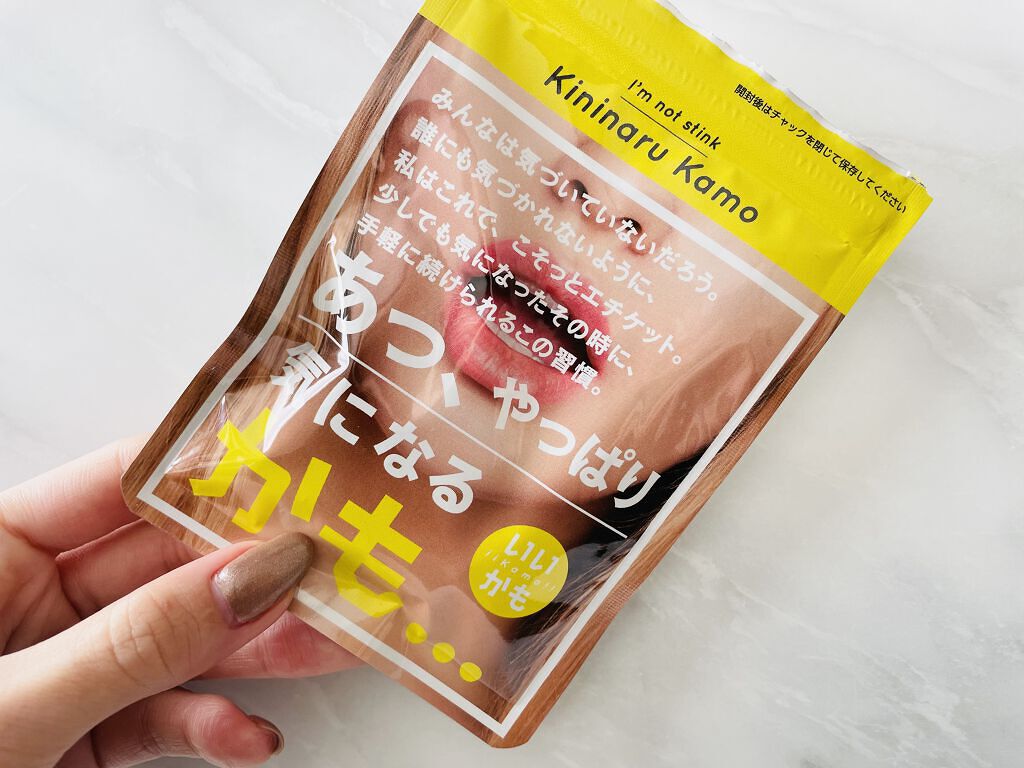 開封後はチャックを閉じて保存してください
I'm not stink
Kininaru Kamo
みんなは気づいていないだろう。
誰にも気づかれないように、
私はこれで、こそっとエチケット。
少しでも気になったその時に、
手軽に続けられるこの習慣。
あっ、やっぱり
気になる
かも...
いい
iiKamo!!
かも